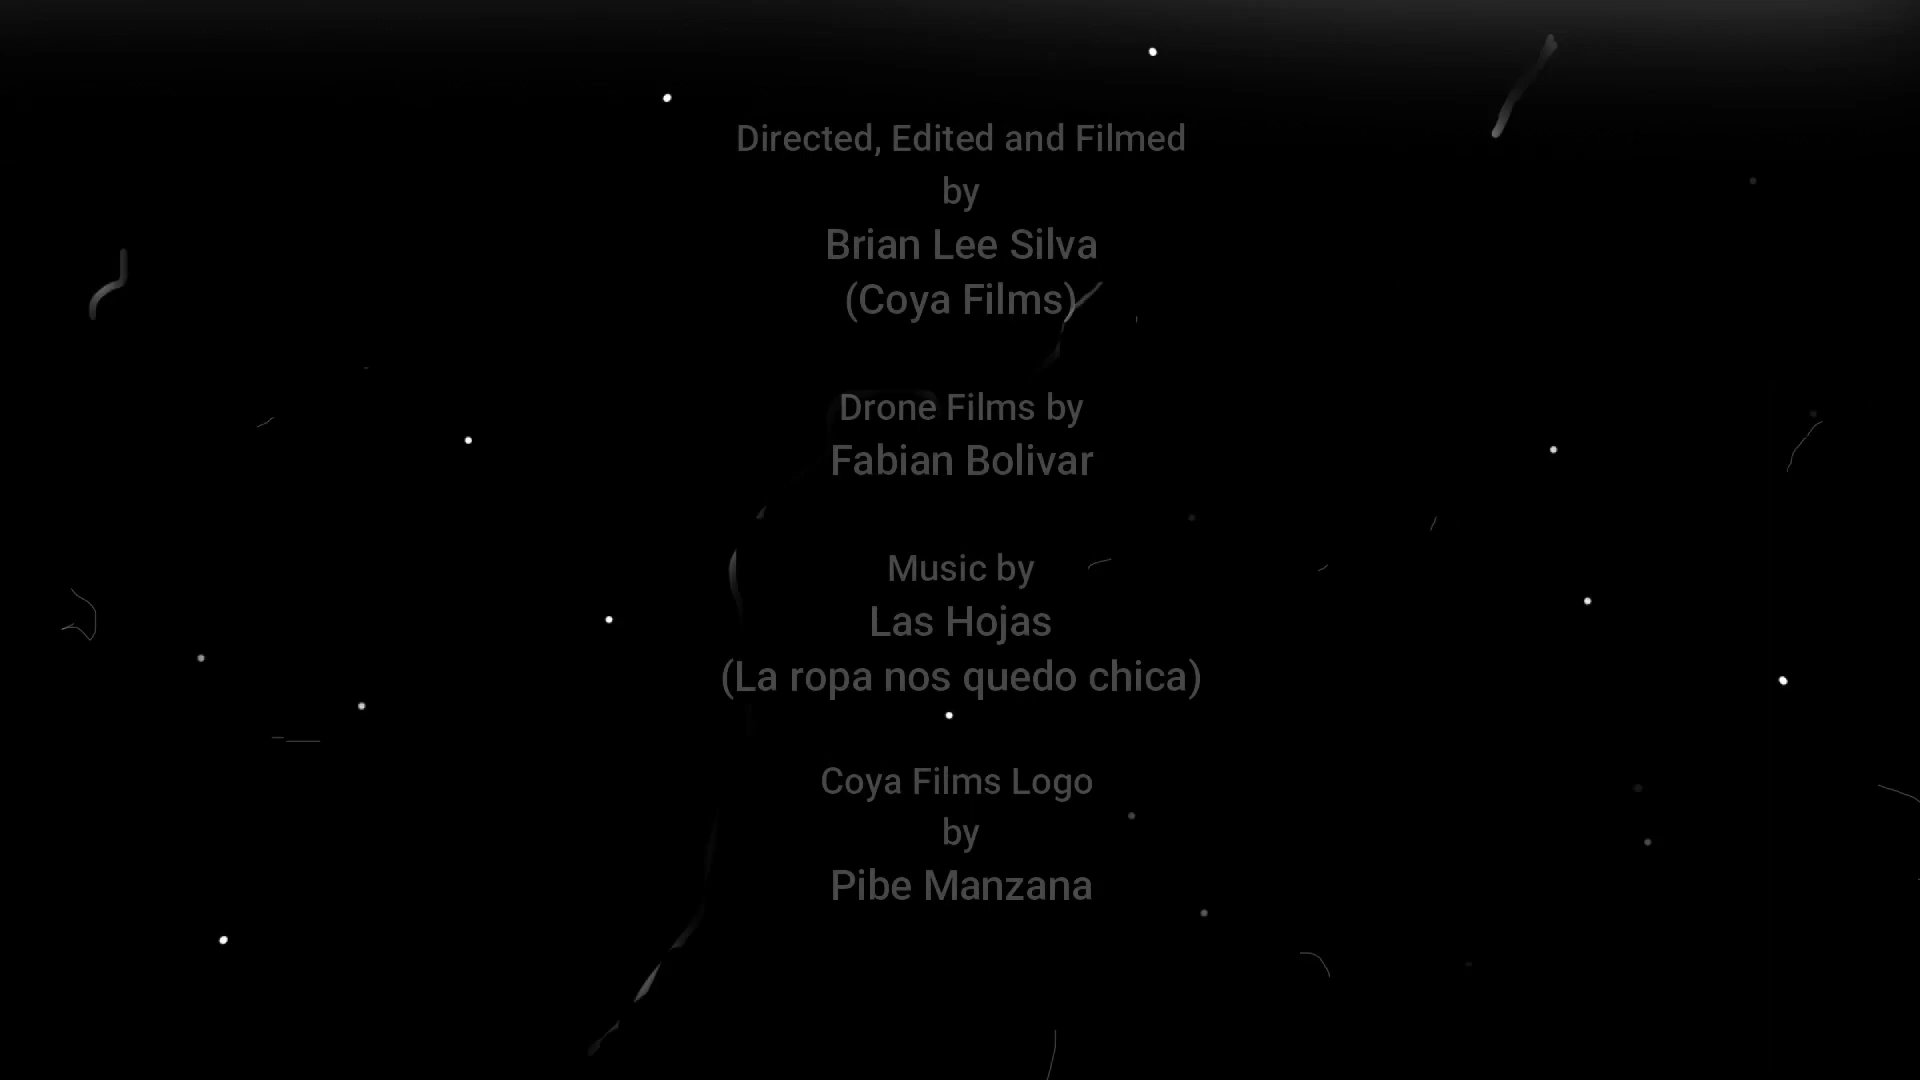 Directed, Edited and Filmed
by
Brian Lee Silva
(Coya Films)
Drone Films by
Fabian Bolivar
Music by
Las Hojas
(La ropa nos quedo chica)
Coya Films Logo
by
Pibe Manzana